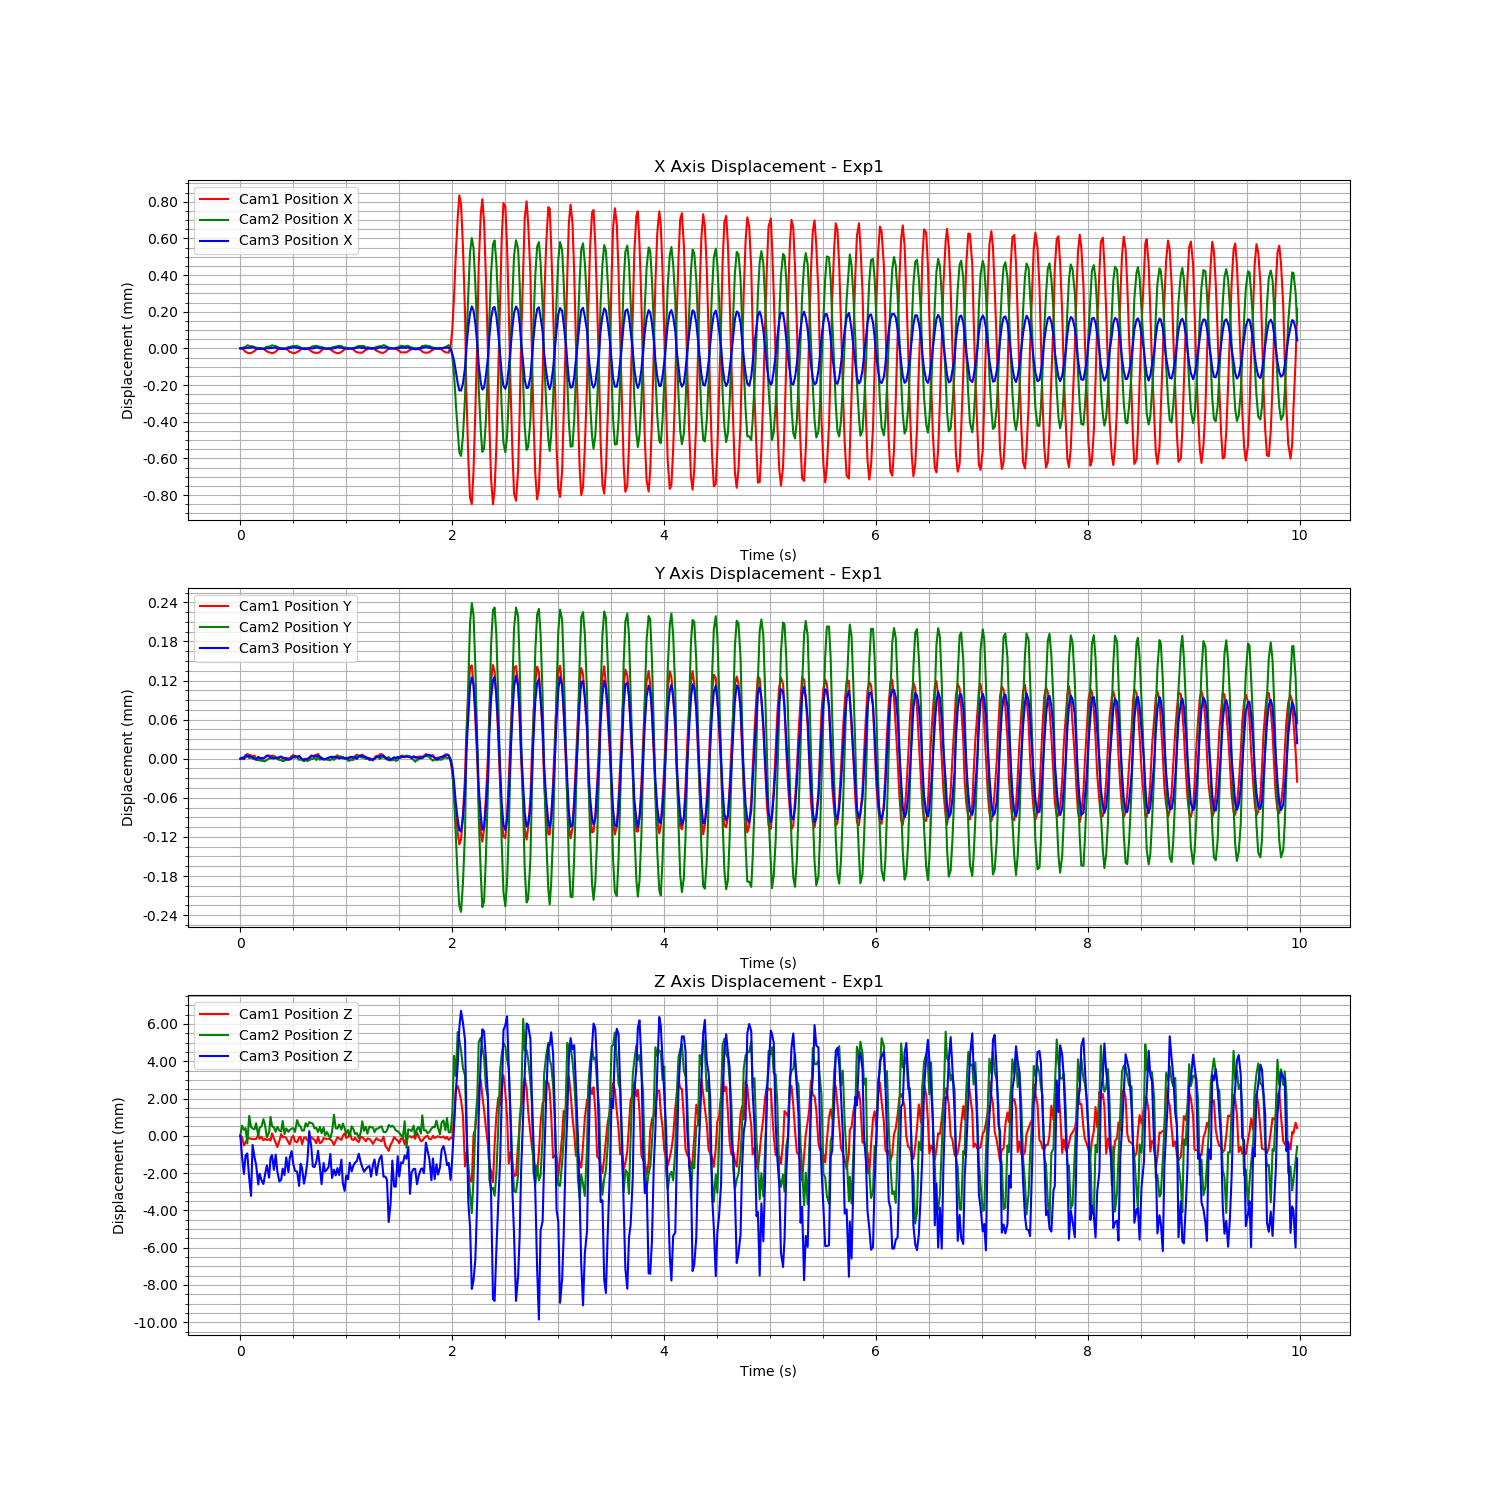 X Axis Displacement - Exp1
Cam1 Position X
Cam2 Position X
Cam3 Position X
Displacement (mm)
0.80
0.60
0.40
0.20
0.00
-0.20
-0.40
-0.60
-0.80
0 2 4 6 8 10
Time (s)
Y Axis Displacement - Exp1
Cam1 Position Y
Cam2 Position Y
Cam3 Position Y
Displacement (mm)
0.24
0.18
0.12
0.06
0.00
-0.06
-0.12
-0.18
-0.24
0 2 4 6 8 10
Time (s)
Z Axis Displacement - Exp1
Cam1 Position Z
Cam2 Position Z
Cam3 Position Z
Displacement (mm)
6.00
4.00
2.00
0.00
-2.00
-4.00
-6.00
-8.00
-10.00
0 2 4 6 8 10
Time (s)